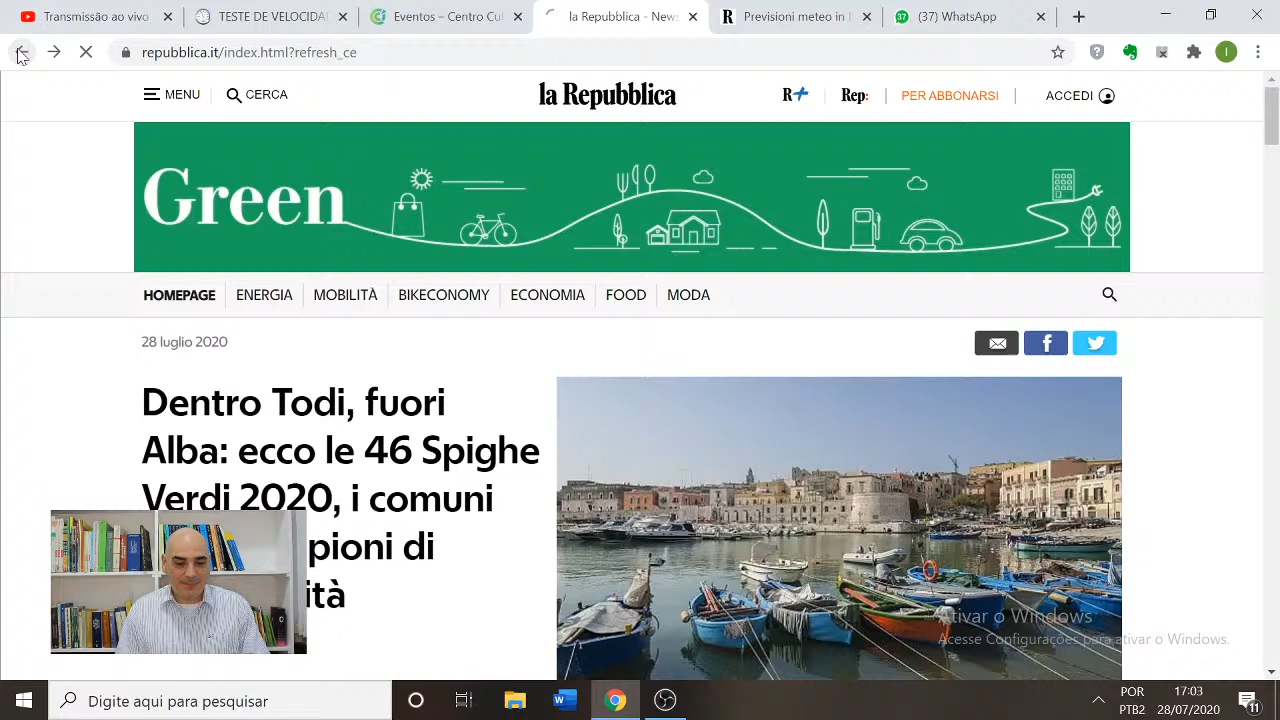 Transmissão ao vivo
TESTE DE VELOCIDA
Eventos – Centro Cul
la Repubblica - News
Previsioni meteo in I
37
(37) WhatsApp
repubblica.it/index.html?refresh_ce
I
MENU
CERCA
la Repubblica
R+
Rep:
PER ABBONARSI
ACCEDI
Green
HOMEPAGE
ENERGIA
MOBILITÀ
BIKECONOMY
ECONOMIA
FOOD
MODA
28 luglio 2020
Dentro Todi, fuori
Alba: ecco le 46 Spighe
Verdi 2020, i comuni
pioni di
ità
Ativar o Windows
Acesse Configurações para ativar o Windows.
Digite aqui para pesquisar
POR
PTB2
17:03
28/07/2020
11